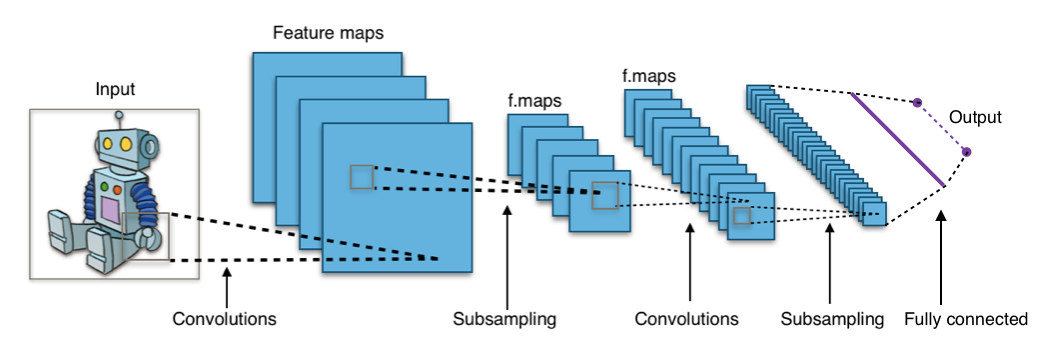 Feature maps
Input
f.maps
f.maps
Output
Convolutions
Subsampling
Convolutions
Subsampling
Fully connected